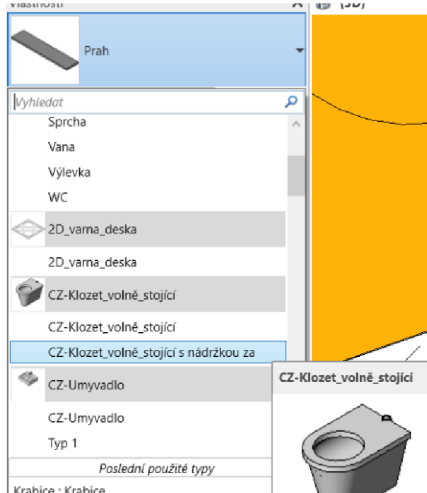 Vlastnosti
(3D)
Prah
Vyhledat
Sprcha
Vana
Výlevka
WC
2D_varna_deska
2D_varna_deska
CZ-Klozet_volně_stojící
CZ-Klozet_volně_stojící
CZ-Klozet_volně_stojící s nádržkou za
CZ-Umyvadlo
CZ-Klozet_volně_stojící
CZ-Umyvadlo
Typ 1
Poslední použité typy
Krabice : Krabice